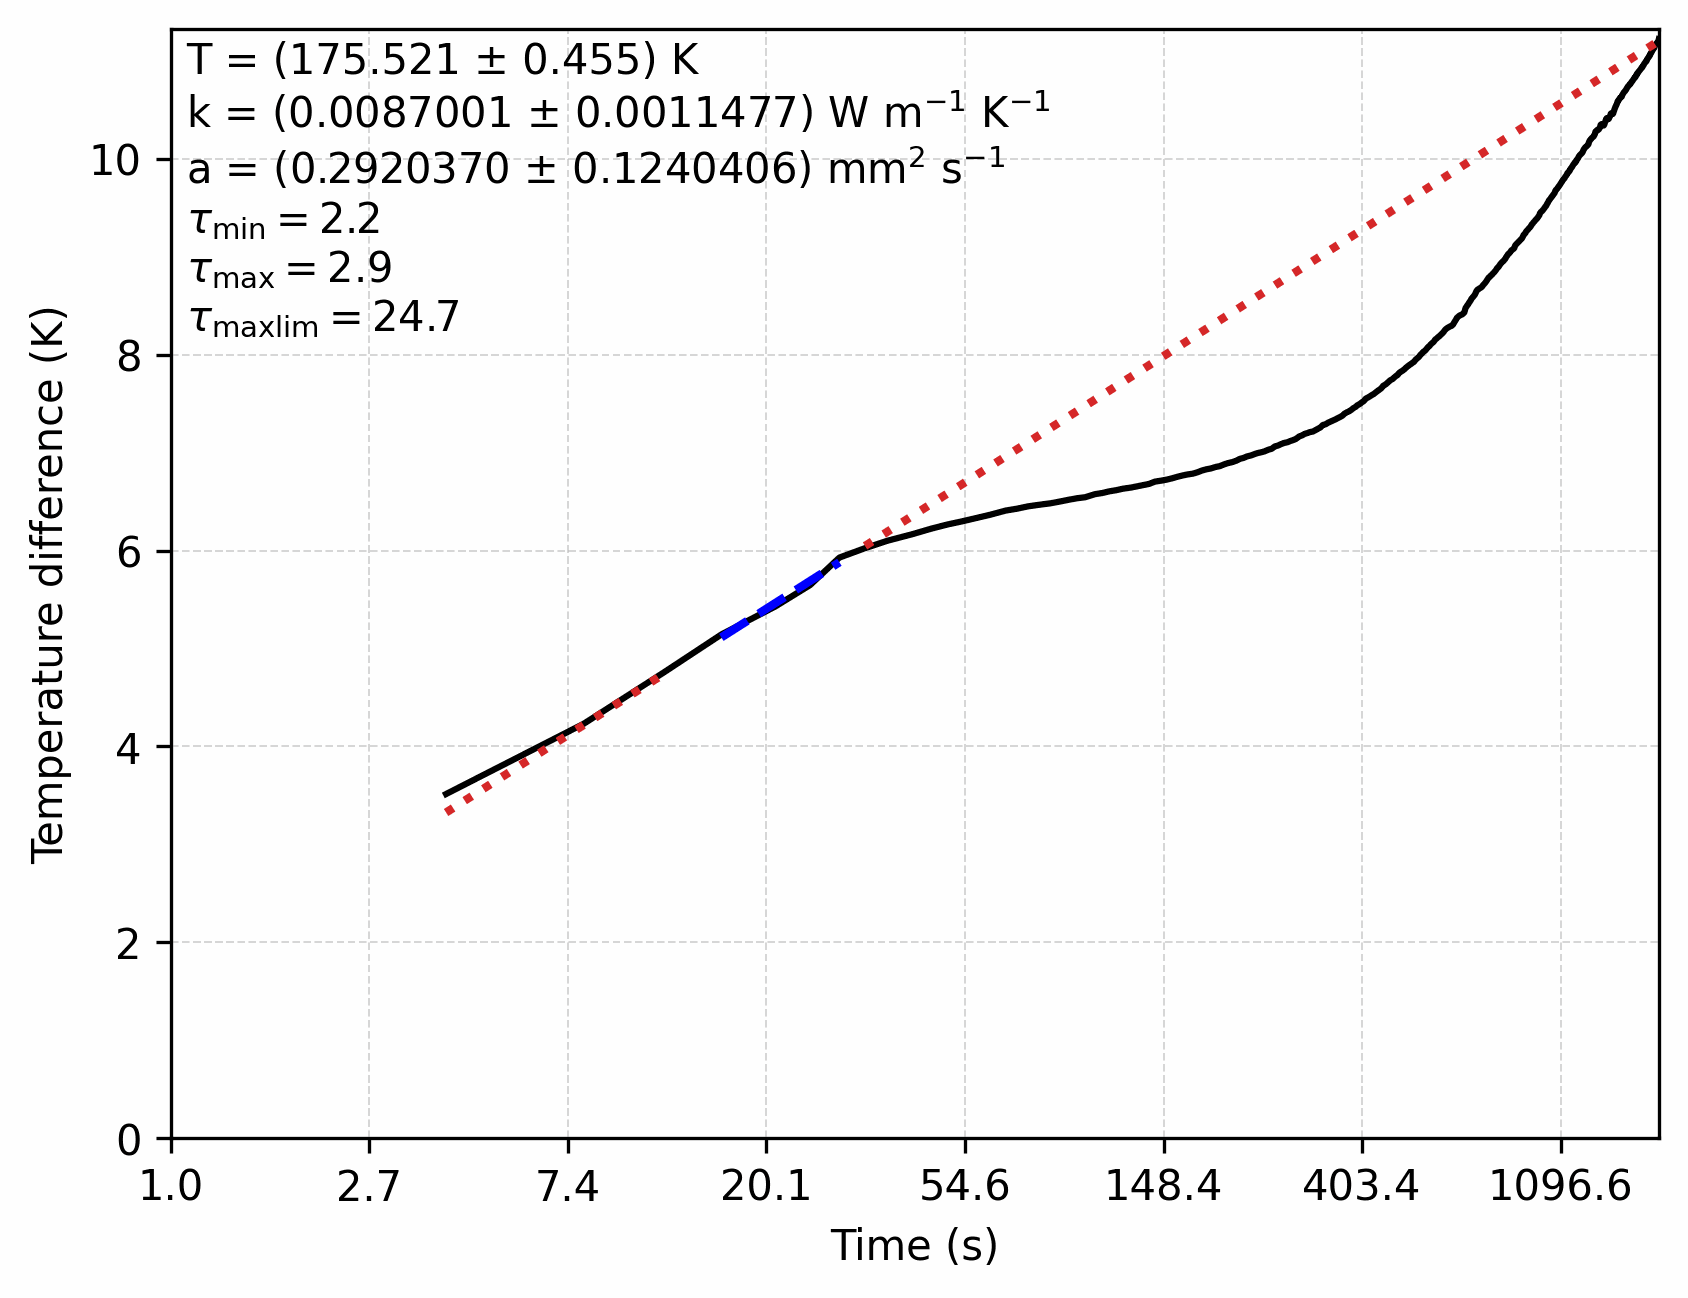 T = (175.521 ± 0.455) K
k = (0.0087001 ± 0.0011477) W m⁻¹ K⁻¹
a = (0.2920370 ± 0.1240406) mm² s⁻¹
τmin = 2.2
τmax = 2.9
τmaxlim = 24.7
Temperature difference (K)
10
8
6
4
2
0
1.0 2.7 7.4 20.1 54.6 148.4 403.4 1096.6
Time (s)